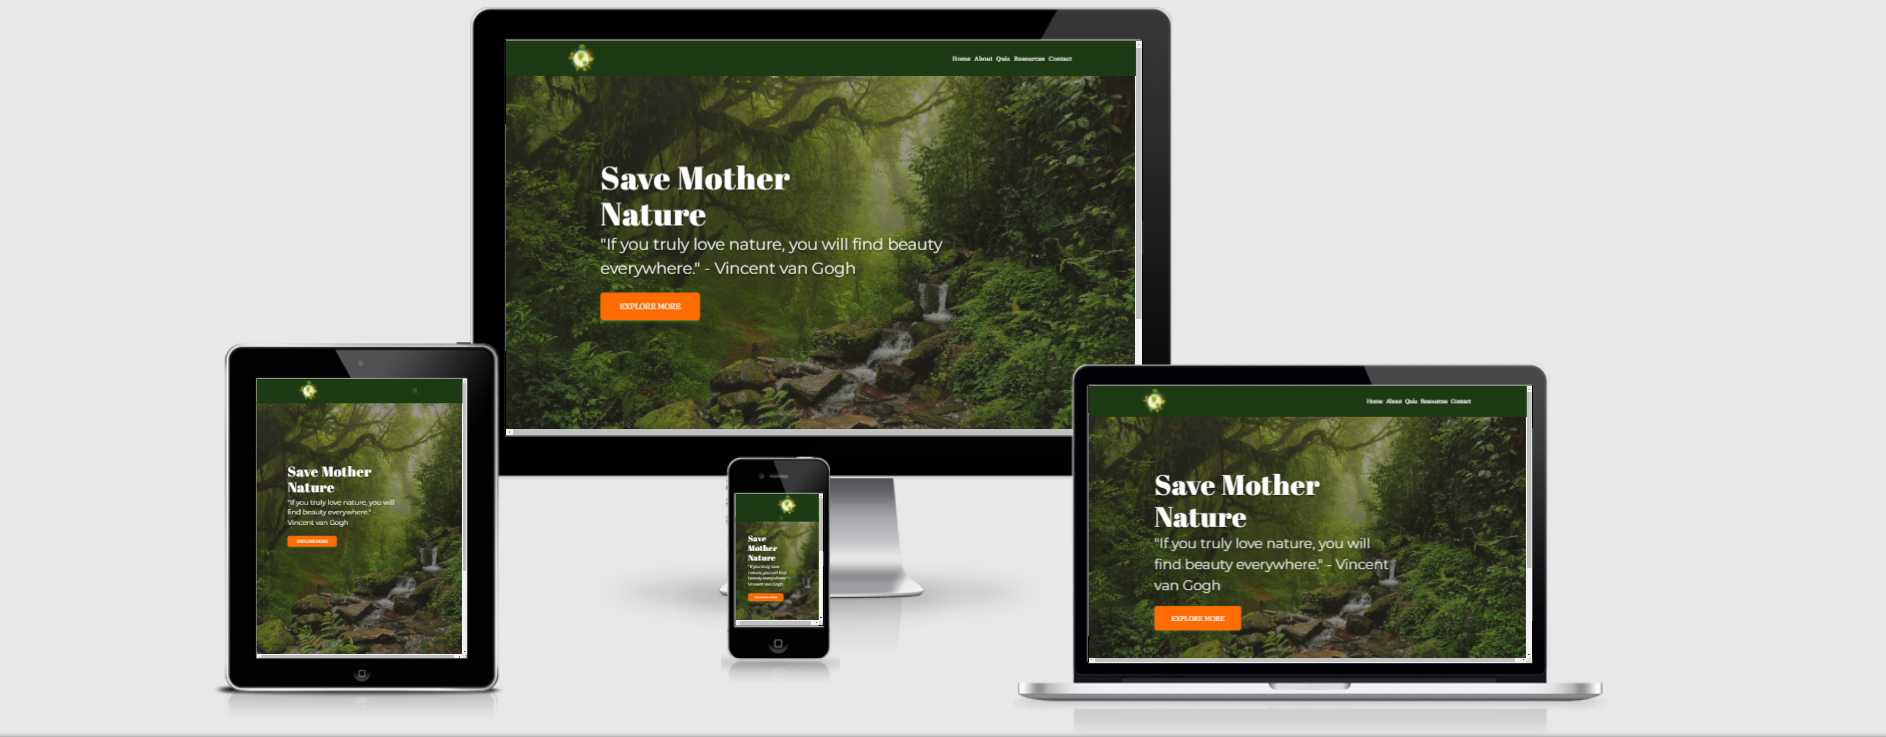 Home About Quiz Resources Contact
Save Mother
Nature
"If you truly love nature, you will find beauty
everywhere." - Vincent van Gogh
EXPLORE MORE
Save Mother
Nature
"If you truly love nature, you will
find beauty everywhere." -
Vincent van Gogh
EXPLORE MORE
Save
Mother
Nature
"If you truly love
nature, you will find
beauty everywhere." -
Vincent van Gogh
Home About Quiz Resources Contact
Save Mother
Nature
"If you truly love nature, you will
find beauty everywhere." - Vincent
van Gogh
EXPLORE MORE